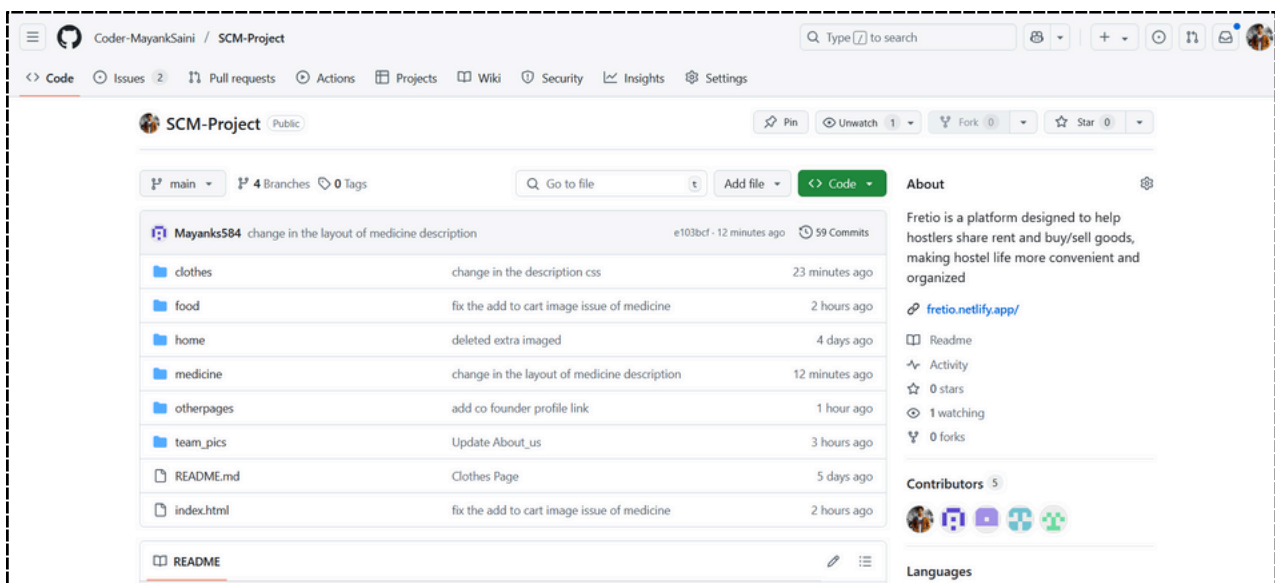 Coder-MayankSaini / SCM-Project
Type / to search
Code Issues 2 Pull requests Actions Projects Wiki Security Insights Settings
SCM-Project Public
Pin Unwatch 1 Fork 0 Star 0
main 4 Branches 0 Tags Go to file t Add file Code
Mayanks584 change in the layout of medicine description e103bcf · 12 minutes ago 59 Commits
clothes change in the description css 23 minutes ago
food fix the add to cart image issue of medicine 2 hours ago
home deleted extra imaged 4 days ago
medicine change in the layout of medicine description 12 minutes ago
otherpages add co founder profile link 1 hour ago
team_pics Update About_us 3 hours ago
README.md Clothes Page 5 days ago
index.html fix the add to cart image issue of medicine 2 hours ago
README
About
Fretio is a platform designed to help
hostlers share rent and buy/sell goods,
making hostel life more convenient and
organized
fretio.netlify.app/
Readme
Activity
0 stars
1 watching
0 forks
Contributors 5
Languages